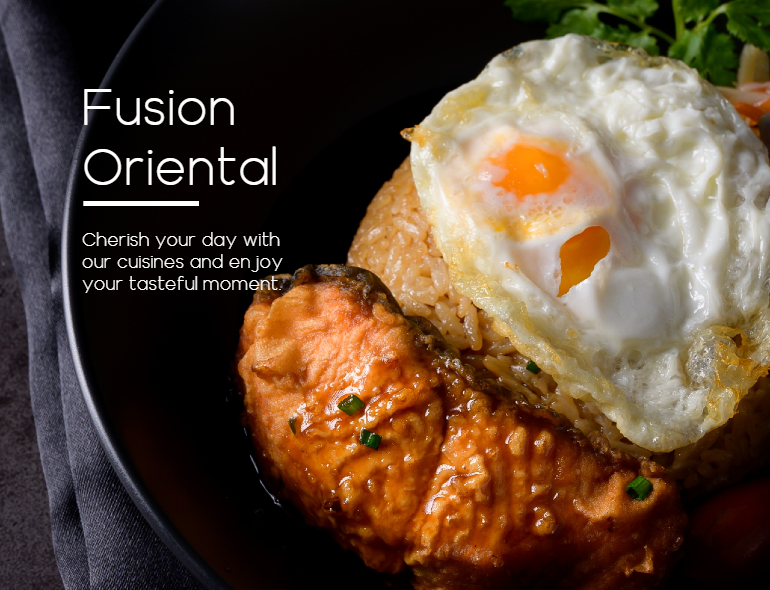 Fusion
Oriental
Cherish your day with
our cuisines and enjoy
your tasteful moment.